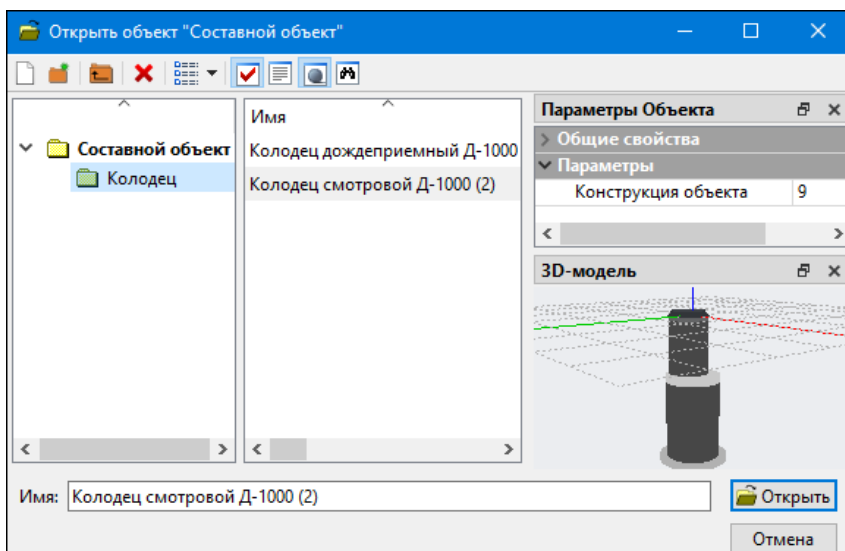 Открыть объект "Составной объект"
Имя
Составной объект
Колодец
Колодец дождеприемный Д-1000
Колодец смотровой Д-1000 (2)
Параметры Объекта
Общие свойства
Параметры
Конструкция объекта 9
3D-модель
Имя: Колодец смотровой Д-1000 (2)
Открыть
Отмена